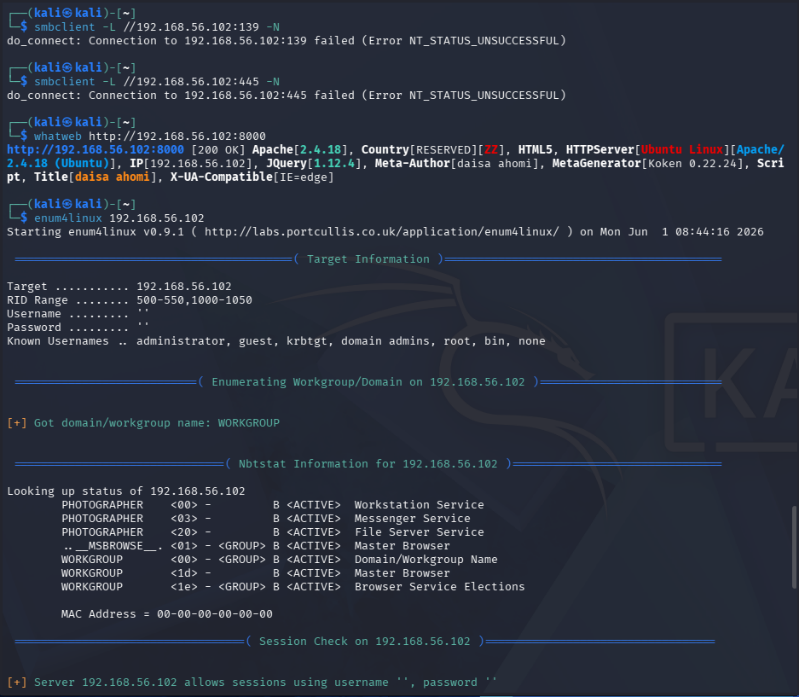 ┌──(kali㉿kali)-[~]
└─$ smbclient -L //192.168.56.102:139 -N
do_connect: Connection to 192.168.56.102:139 failed (Error NT_STATUS_UNSUCCESSFUL)
┌──(kali㉿kali)-[~]
└─$ smbclient -L //192.168.56.102:445 -N
do_connect: Connection to 192.168.56.102:445 failed (Error NT_STATUS_UNSUCCESSFUL)
┌──(kali㉿kali)-[~]
└─$ whatweb http://192.168.56.102:8000
http://192.168.56.102:8000 [200 OK] Apache[2.4.18], Country[RESERVED][ZZ], HTML5, HTTPServer[Ubuntu Linux][Apache/
2.4.18 (Ubuntu)], IP[192.168.56.102], JQuery[1.12.4], Meta-Author[daisa ahomi], MetaGenerator[Koken 0.22.24], Scri
pt, Title[daisa ahomi], X-UA-Compatible[IE=edge]
┌──(kali㉿kali)-[~]
└─$ enum4linux 192.168.56.102
Starting enum4linux v0.9.1 ( http://labs.portcullis.co.uk/application/enum4linux/ ) on Mon Jun  1 08:44:16 2026
=========================================( Target Information )=========================================
Target ........... 192.168.56.102
RID Range ........ 500-550,1000-1050
Username ......... ''
Password ......... ''
Known Usernames .. administrator, guest, krbtgt, domain admins, root, bin, none
===========================( Enumerating Workgroup/Domain on 192.168.56.102 )===========================
[+] Got domain/workgroup name: WORKGROUP
===============================( Nbtstat Information for 192.168.56.102 )===============================
Looking up status of 192.168.56.102
PHOTOGRAPHER    <00> -         B <ACTIVE>  Workstation Service
PHOTOGRAPHER    <03> -         B <ACTIVE>  Messenger Service
PHOTOGRAPHER    <20> -         B <ACTIVE>  File Server Service
..__MSBROWSE__. <01> - <GROUP> B <ACTIVE>  Master Browser
WORKGROUP       <00> - <GROUP> B <ACTIVE>  Domain/Workgroup Name
WORKGROUP       <1d> -         B <ACTIVE>  Master Browser
WORKGROUP       <1e> - <GROUP> B <ACTIVE>  Browser Service Elections
MAC Address = 00-00-00-00-00-00
==================================( Session Check on 192.168.56.102 )==================================
[+] Server 192.168.56.102 allows sessions using username '', password ''
KA